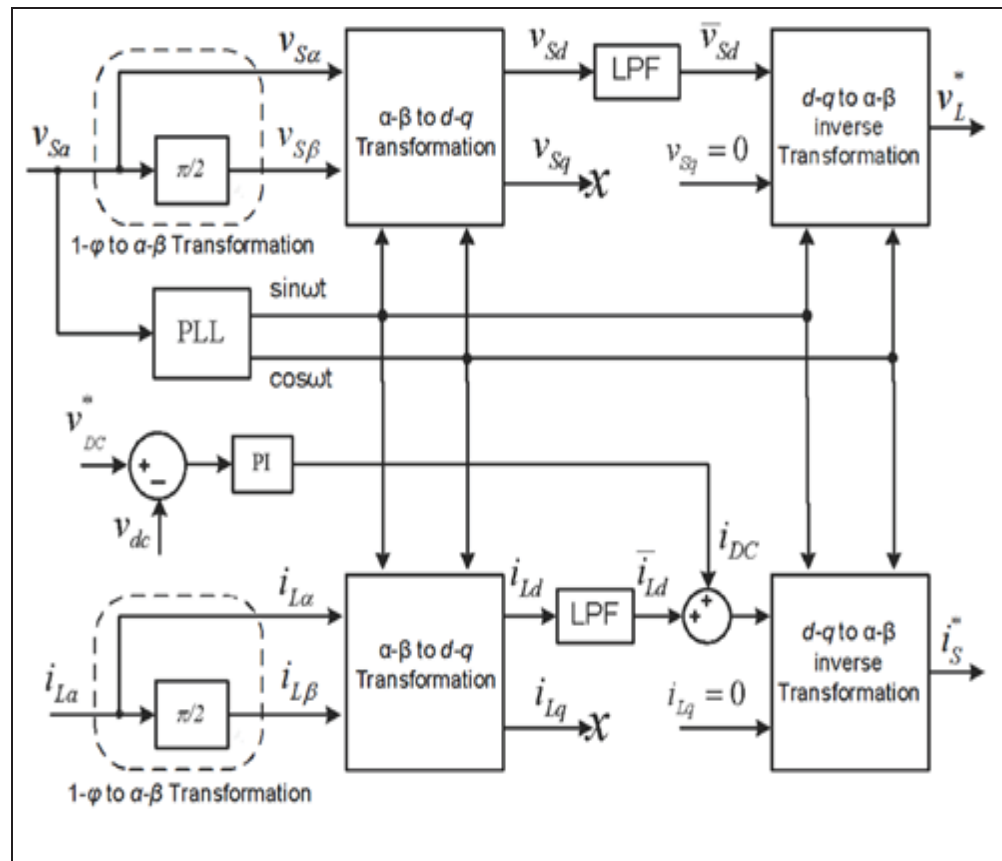 v_Sα
v_Sd
LPF
v̄_Sd
α-β to d-q
Transformation
d-q to α-β
inverse
Transformation
v_L^*
v_Sa
π/2
v_Sβ
v_Sq
x
v_Sq = 0
1-φ to α-β Transformation
sinωt
PLL
cosωt
v_DC^*
+
−
PI
v_dc
i_DC
i_Lα
i_Ld
LPF
ī_Ld
+
+
α-β to d-q
Transformation
d-q to α-β
inverse
Transformation
i_S^*
i_La
π/2
i_Lβ
i_Lq
x
i_Lq = 0
1-φ to α-β Transformation